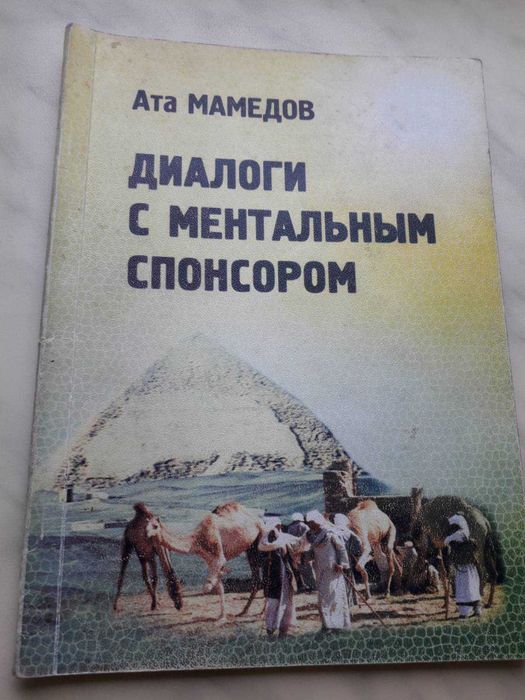 Ата МАМЕДОВ
ДИАЛОГИ
С МЕНТАЛЬНЫМ
СПОНСОРОМ